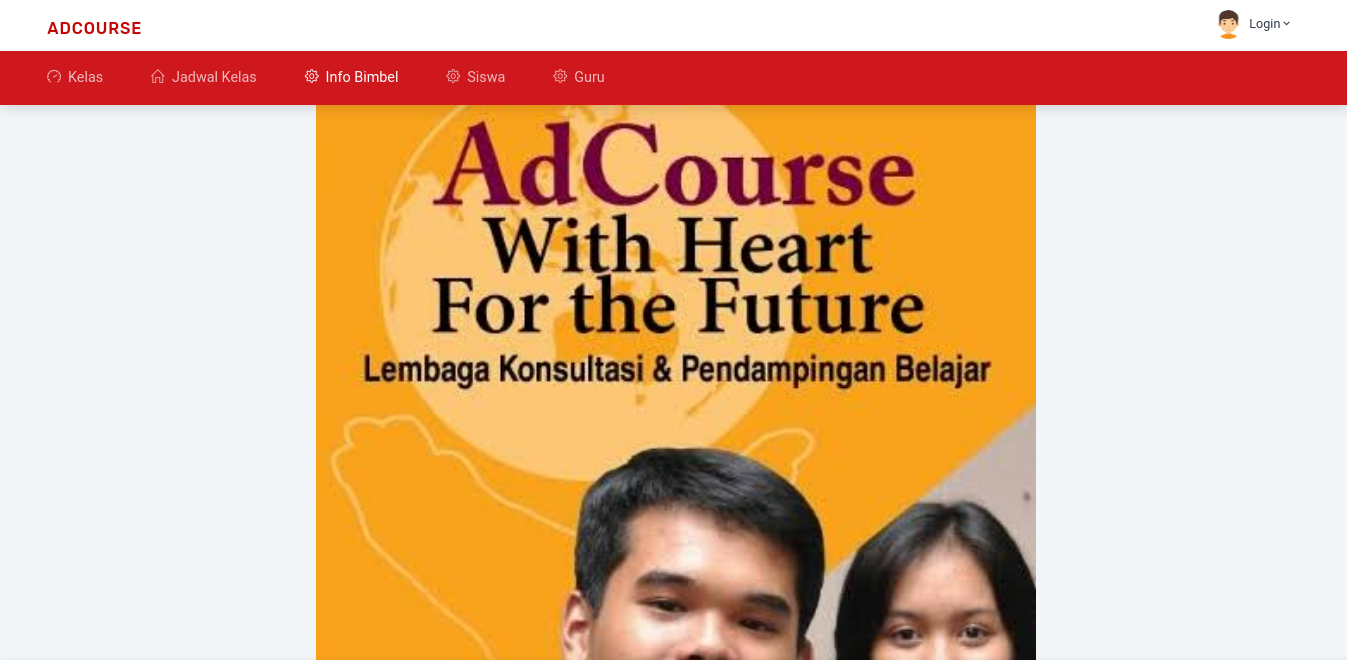 ADCOURSE
Login
Kelas Jadwal Kelas Info Bimbel Siswa Guru
AdCourse
With Heart
For the Future
Lembaga Konsultasi & Pendampingan Belajar